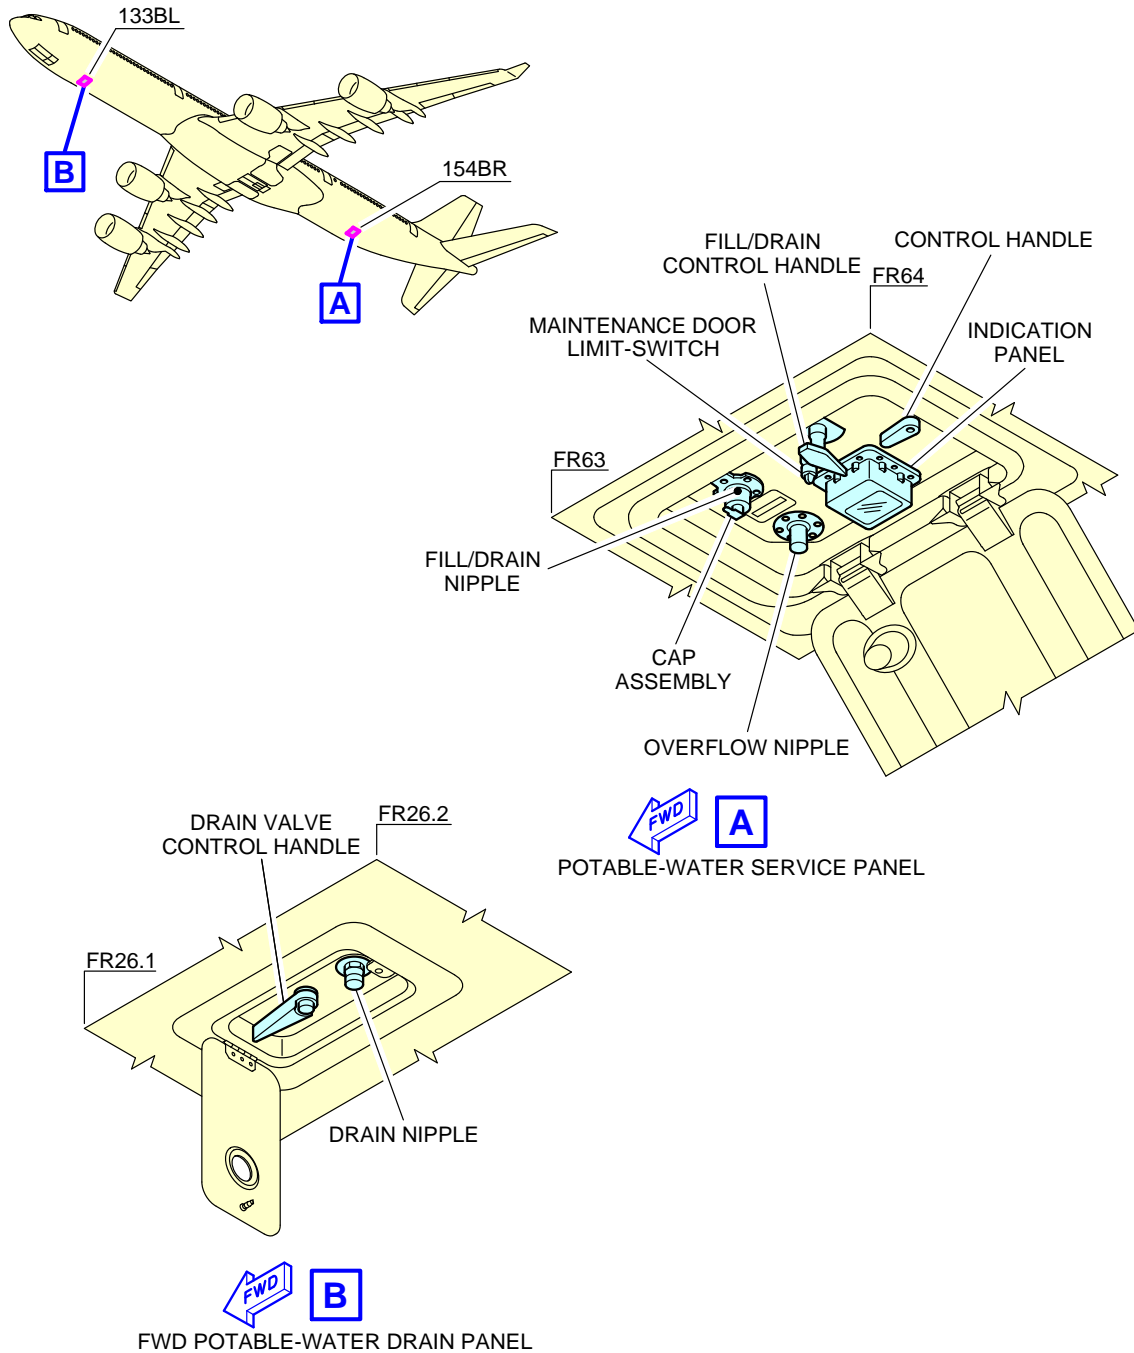 133BL
B
154BR
A
FILL/DRAIN
CONTROL HANDLE
CONTROL HANDLE
FR64
MAINTENANCE DOOR
LIMIT-SWITCH
INDICATION
PANEL
FR63
FILL/DRAIN
NIPPLE
CAP
ASSEMBLY
OVERFLOW NIPPLE
FWD
A
POTABLE-WATER SERVICE PANEL
DRAIN VALVE
CONTROL HANDLE
FR26.2
FR26.1
DRAIN NIPPLE
FWD
B
FWD POTABLE-WATER DRAIN PANEL